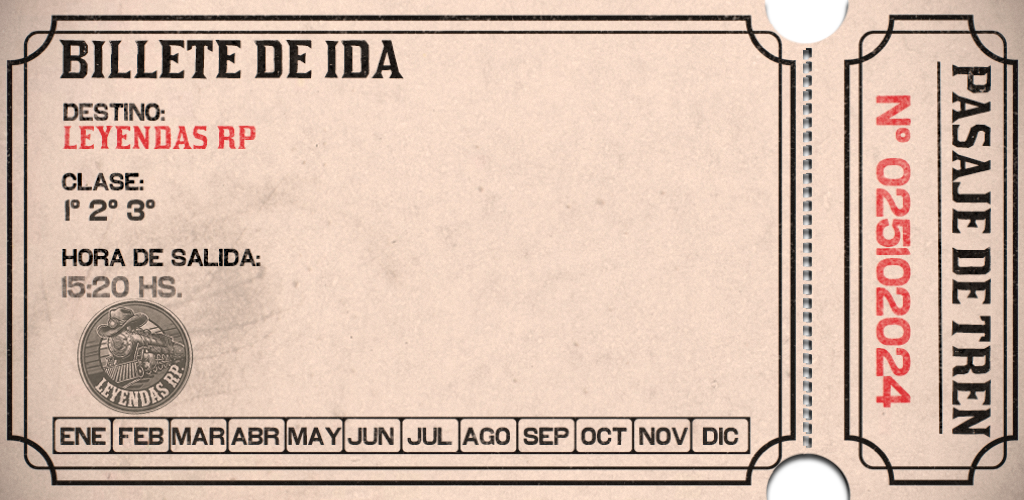 BILLETE DE IDA
DESTINO:
LEYENDAS RP
CLASE:
1° 2° 3°
HORA DE SALIDA:
15:20 HS.
LEYENDAS RP.
ENE FEB MAR ABR MAY JUN JUL AGO SEP OCT NOV DIC
PASAJE DE TREN
N° 025102024